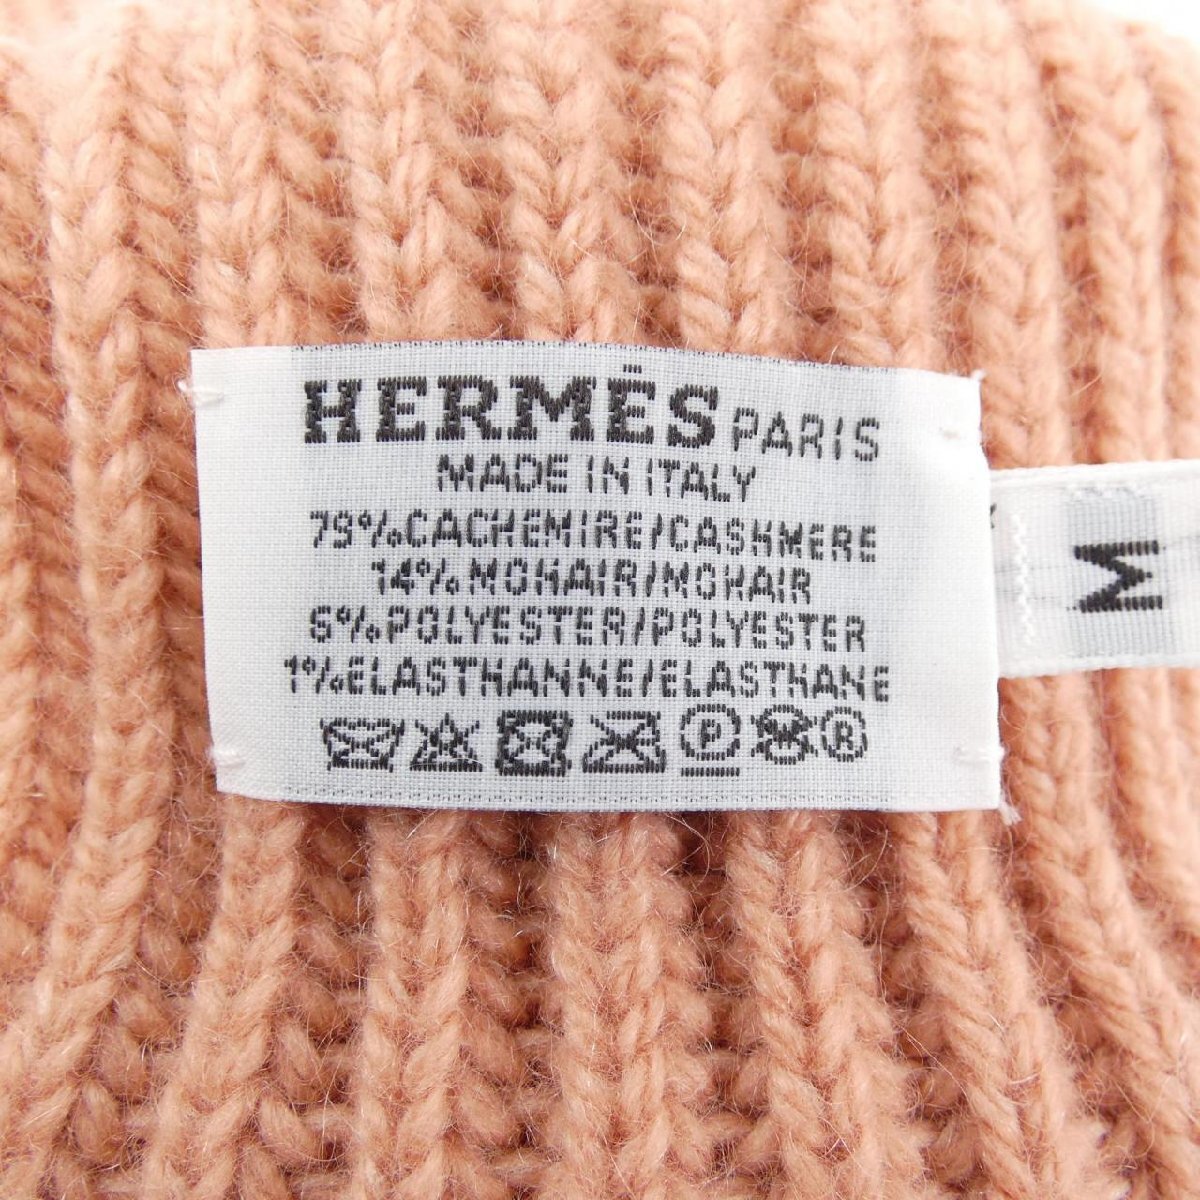 HERMÈS PARIS
MADE IN ITALY
79%CACHEMIRE/CASHMERE
14%MOHAIR/MOHAIR
6%POLYESTER/POLYESTER
1%ELASTHANNE/ELASTHANE
P R
M